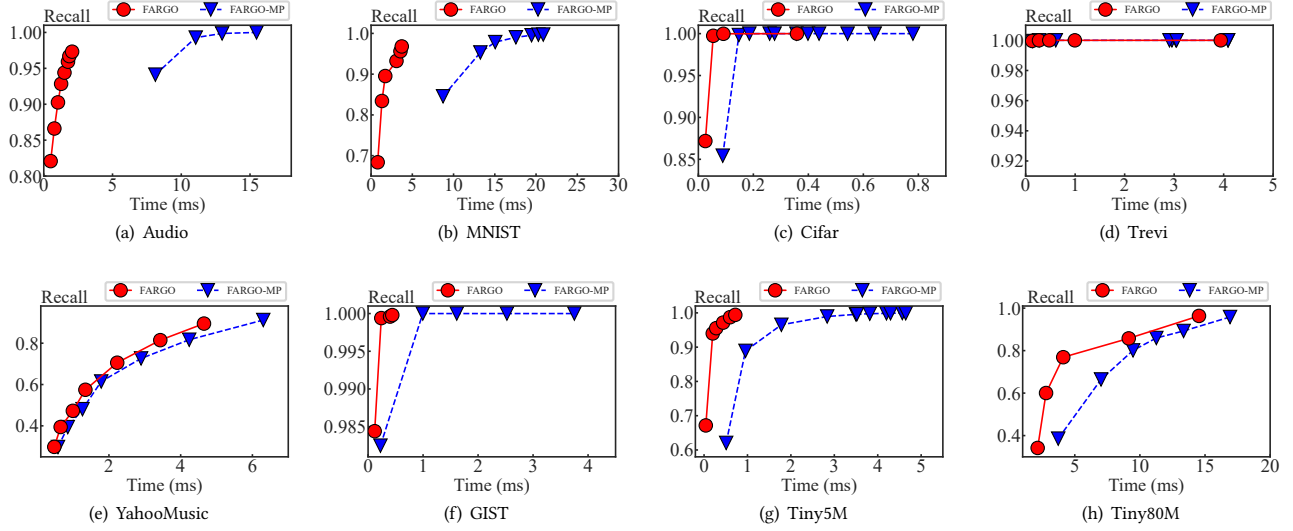 Recall FARGO FARGO-MP
1.00
0.95
0.90
0.85
0.80
0 5 10 15
Time (ms)
(a) Audio
Recall FARGO FARGO-MP
1.0
0.9
0.8
0.7
0 5 10 15 20 25 30
Time (ms)
(b) MNIST
Recall FARGO FARGO-MP
1.00
0.95
0.90
0.85
0.0 0.2 0.4 0.6 0.8
Time (ms)
(c) Cifar
Recall FARGO FARGO-MP
1.00
0.98
0.96
0.94
0.92
0 1 2 3 4 5
Time (ms)
(d) Trevi
Recall FARGO FARGO-MP
0.8
0.6
0.4
2 4 6
Time (ms)
(e) YahooMusic
Recall FARGO FARGO-MP
1.000
0.995
0.990
0.985
0 1 2 3 4
Time (ms)
(f) GIST
Recall FARGO FARGO-MP
1.0
0.9
0.8
0.7
0.6
0 1 2 3 4 5
Time (ms)
(g) Tiny5M
Recall FARGO FARGO-MP
1.0
0.8
0.6
0.4
5 10 15 20
Time (ms)
(h) Tiny80M